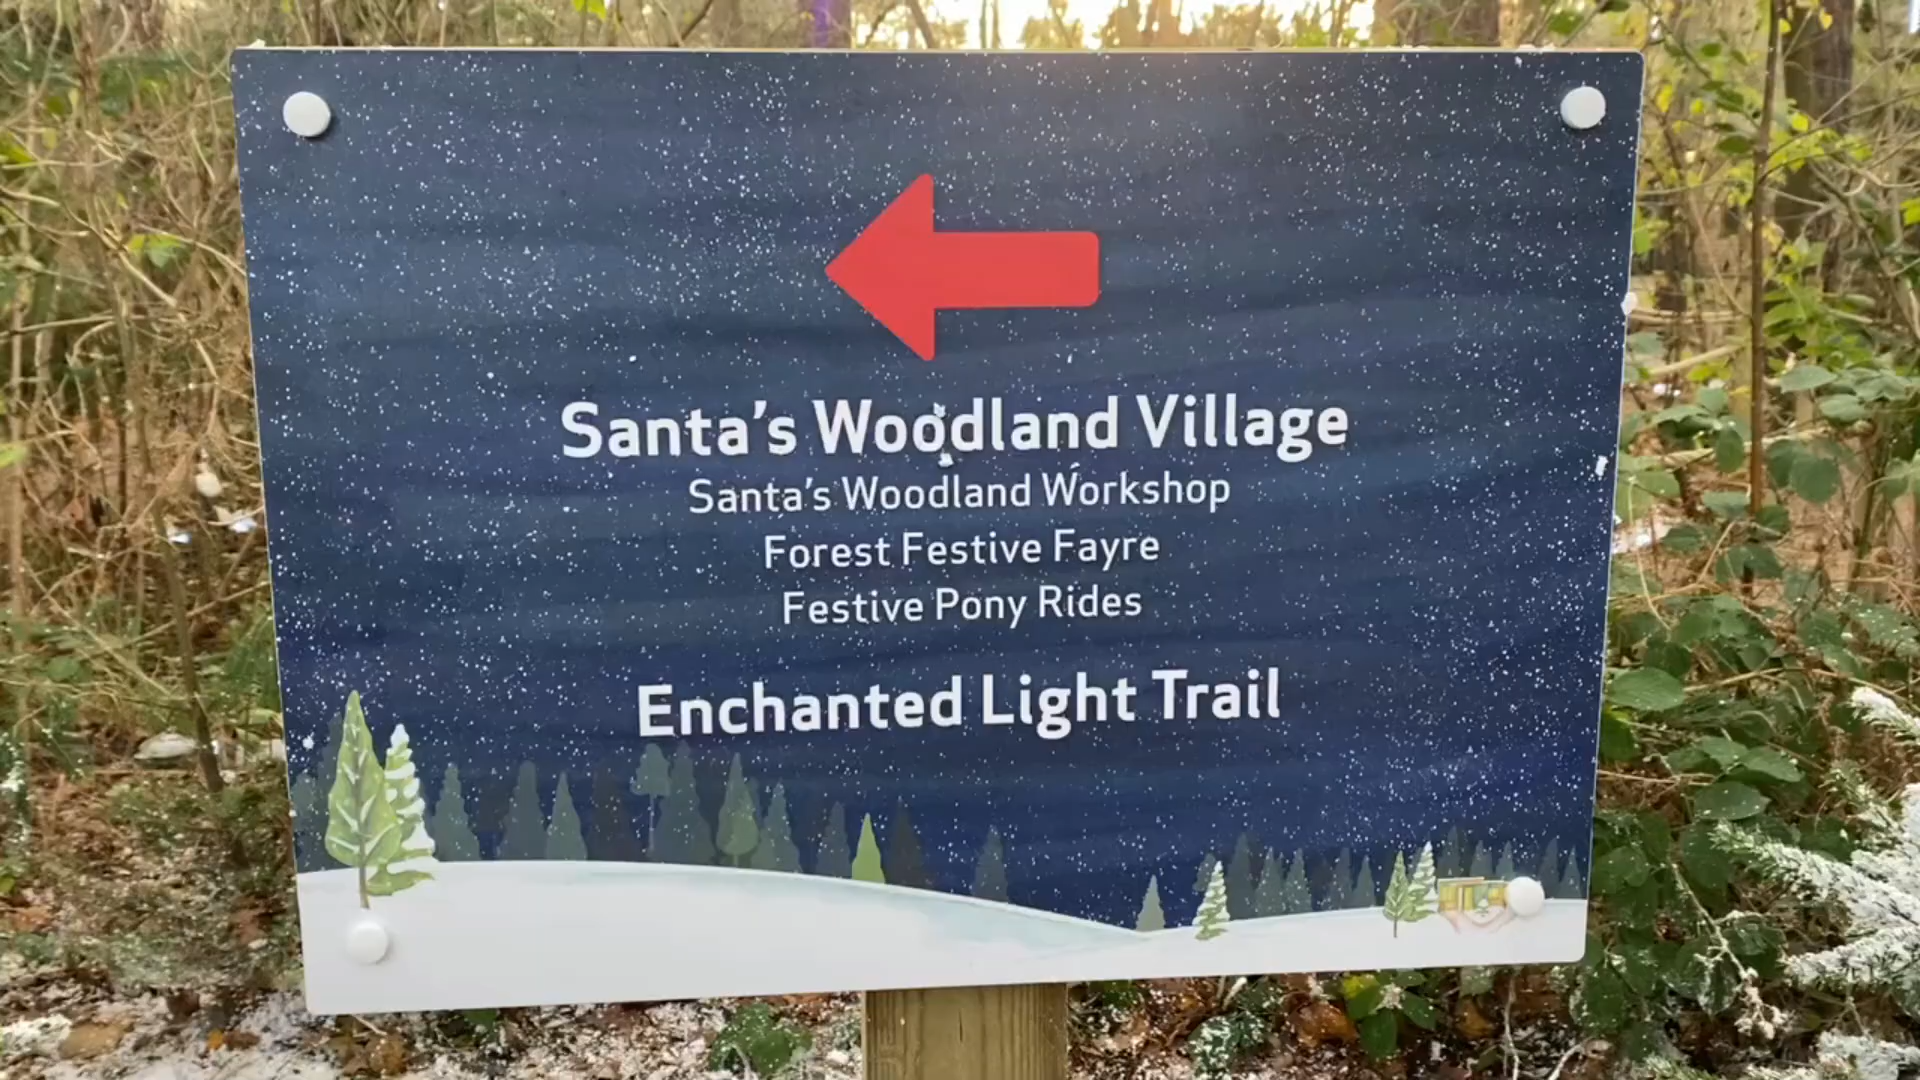 Santa's Woodland Village
Santa's Woodland Workshop
Forest Festive Fayre
Festive Pony Rides
Enchanted Light Trail